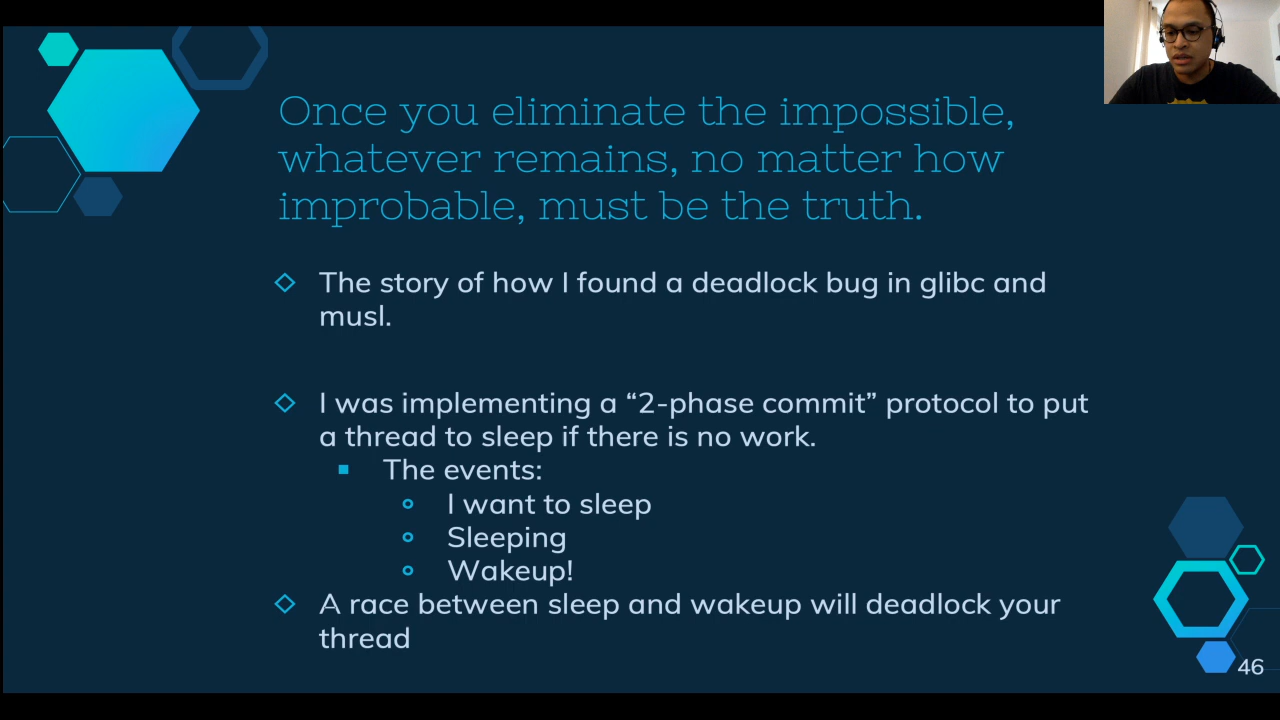 Once you eliminate the impossible,
whatever remains, no matter how
improbable, must be the truth.
The story of how I found a deadlock bug in glibc and
musl.
I was implementing a “2-phase commit” protocol to put
a thread to sleep if there is no work.
The events:
I want to sleep
Sleeping
Wakeup!
A race between sleep and wakeup will deadlock your
thread
46